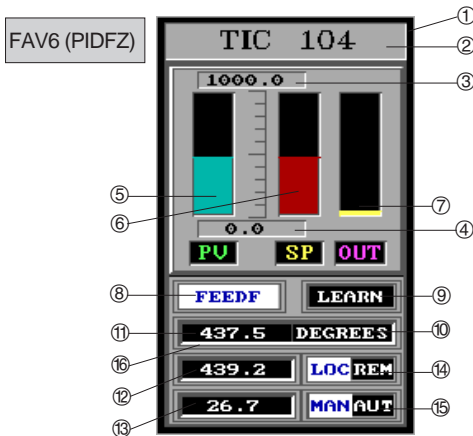 FAV6 (PIDFZ)
①
TIC 104
②
1000.0
③
⑤
⑥
⑦
0.0
④
PV SP OUT
⑧ FEEDF LEARN ⑨
⑪ 437.5 DEGREES ⑩
⑯
439.2 LOC REM ⑭
⑫
26.7 MAN AUT ⑮
⑬